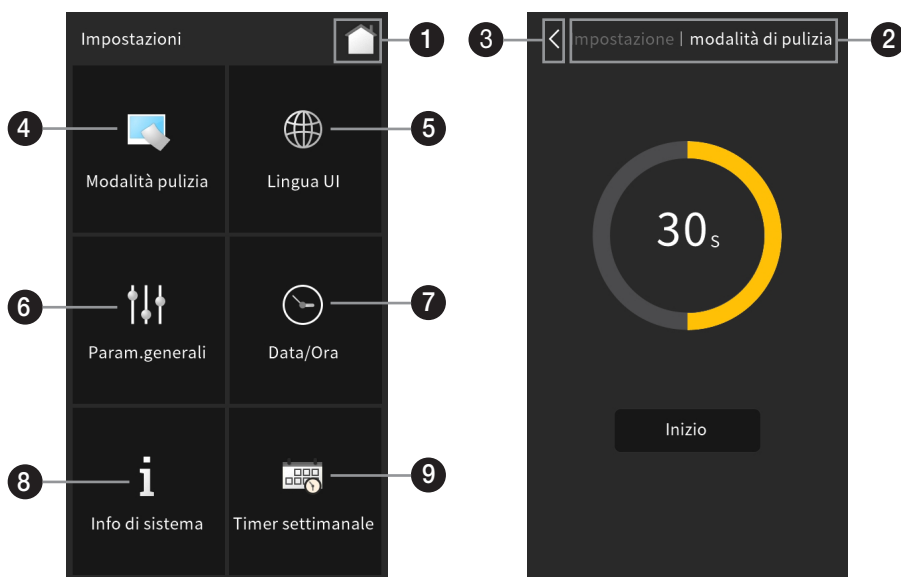 Impostazioni
1
4
Modalità pulizia
5
Lingua UI
6
Param.generali
7
Data/Ora
8
Info di sistema
9
Timer settimanale
3
mpostazione | modalità di pulizia
2
30 s
Inizio